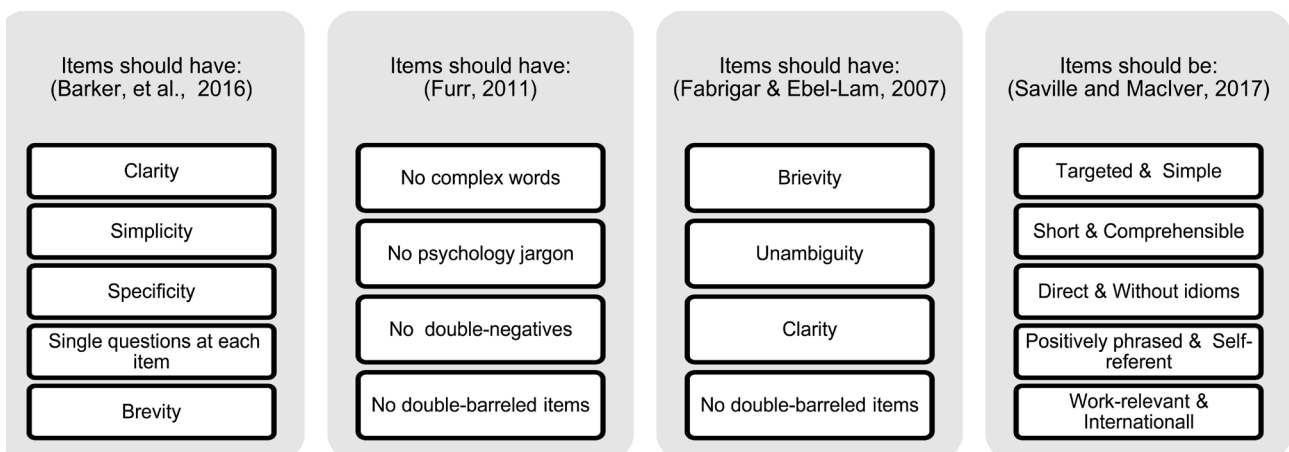 Items should have:
(Barker, et al., 2016)
Clarity
Simplicity
Specificity
Single questions at each
item
Brevity
Items should have:
(Furr, 2011)
No complex words
No psychology jargon
No double-negatives
No double-barreled items
Items should have:
(Fabrigar & Ebel-Lam, 2007)
Brievity
Unambiguity
Clarity
No double-barreled items
Items should be:
(Saville and MacIver, 2017)
Targeted & Simple
Short & Comprehensible
Direct & Without idioms
Positively phrased & Self-
referent
Work-relevant &
Internationall